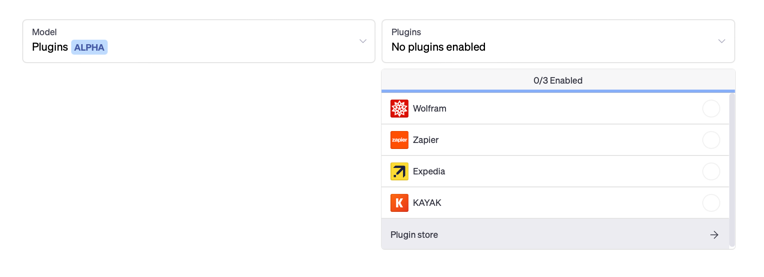 Model
Plugins ALPHA
Plugins
No plugins enabled
0/3 Enabled
Wolfram
zapier Zapier
Expedia
K KAYAK
Plugin store